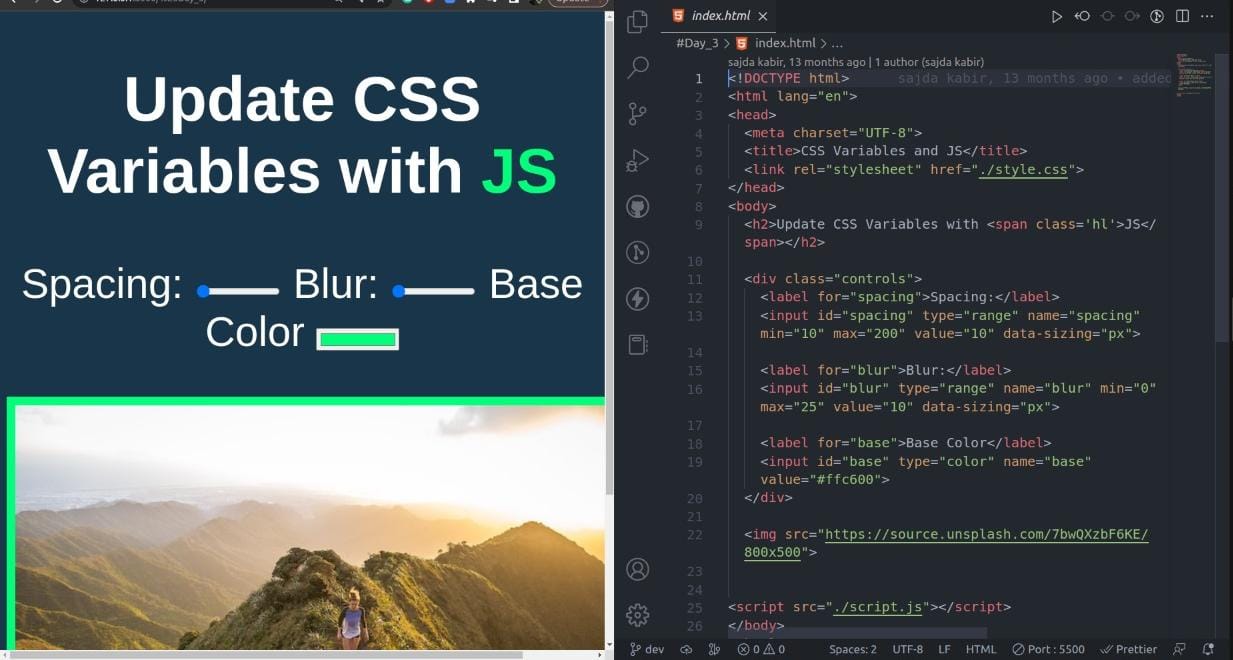 Update CSS
Variables with JS
Spacing: Blur: Base
Color
index.html
#Day_3 > index.html > ...
sajda kabir, 13 months ago | 1 author (sajda kabir)
1 <!DOCTYPE html> sajda kabir, 13 months ago • added
2 <html lang="en">
3 <head>
4 <meta charset="UTF-8">
5 <title>CSS Variables and JS</title>
6 <link rel="stylesheet" href="./style.css">
7 </head>
8 <body>
9 <h2>Update CSS Variables with <span class='hl'>JS</
span></h2>
10
11 <div class="controls">
12 <label for="spacing">Spacing:</label>
13 <input id="spacing" type="range" name="spacing"
min="10" max="200" value="10" data-sizing="px">
14
15 <label for="blur">Blur:</label>
16 <input id="blur" type="range" name="blur" min="0"
max="25" value="10" data-sizing="px">
17
18 <label for="base">Base Color</label>
19 <input id="base" type="color" name="base"
value="#ffc600">
20 </div>
21
22 <img src="https://source.unsplash.com/7bwQXzbF6KE/
800x500">
23
24
25 <script src="./script.js"></script>
26 </body>
dev 0 0 Spaces: 2 UTF-8 LF HTML Port : 5500 Prettier